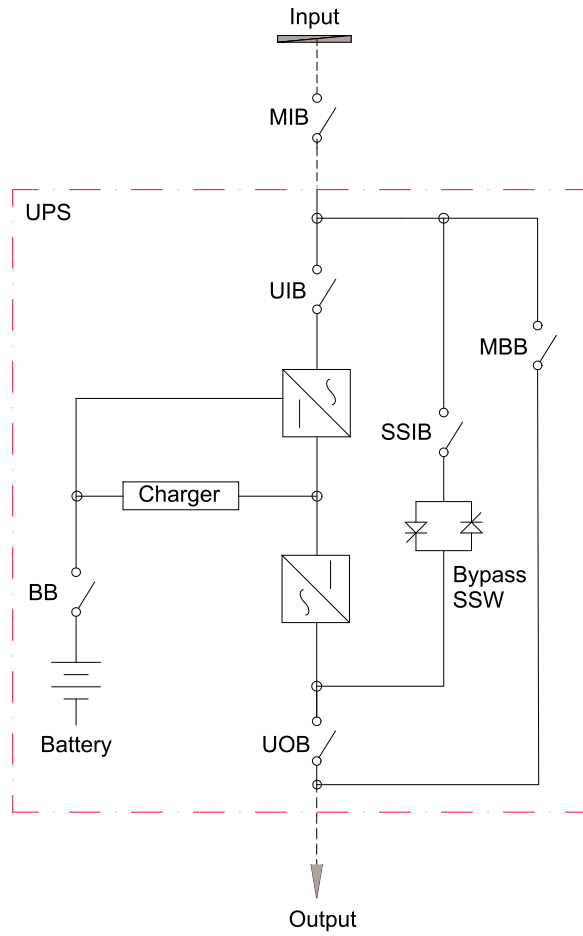 Input
MIB
UPS
UIB
MBB
SSIB
Charger
Bypass
SSW
BB
Battery
UOB
Output